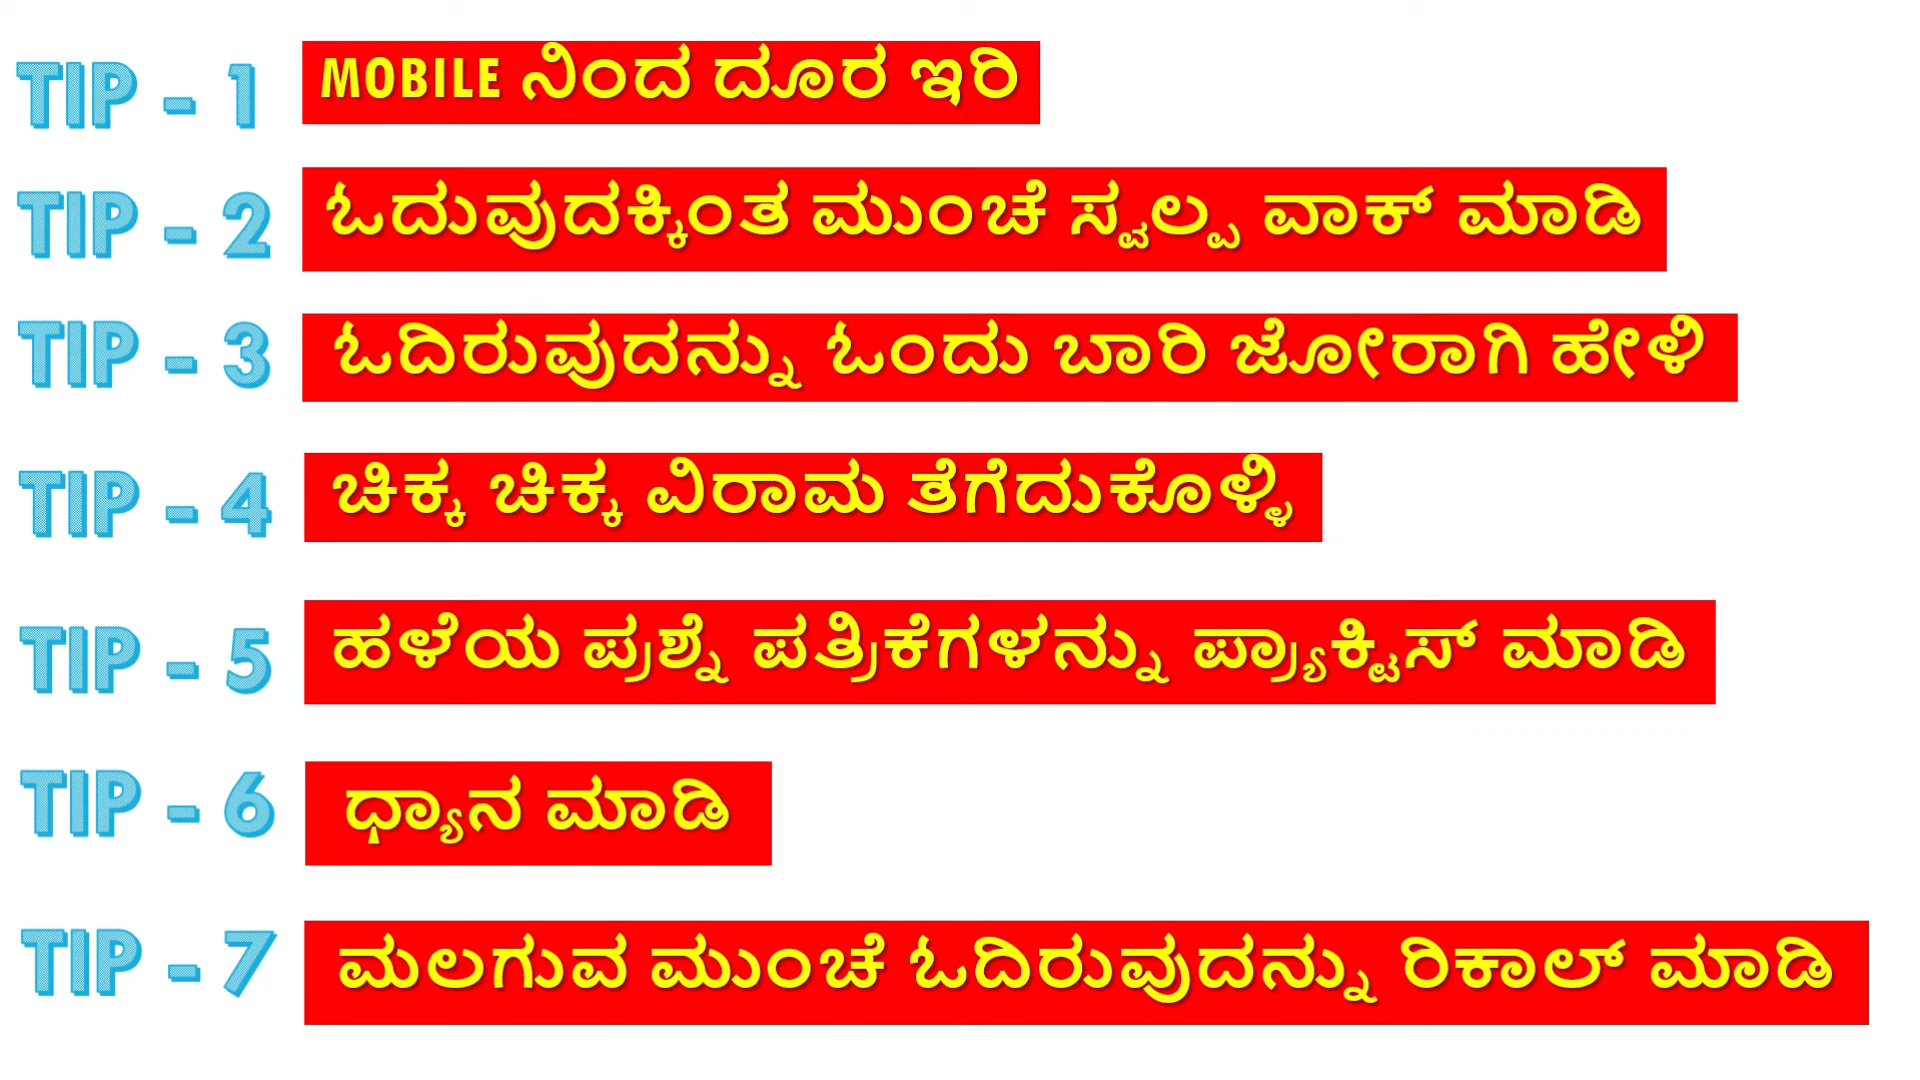 TIP - 1 MOBILE ನಿಂದ ದೂರ ಇರಿ
TIP - 2 ಓದುವುದಕ್ಕಿಂತ ಮುಂಚೆ ಸ್ವಲ್ಪ ವಾಕ್ ಮಾಡಿ
TIP - 3 ಓದಿರುವುದನ್ನು ಓಂದು ಬಾರಿ ಜೋರಾಗಿ ಹೇಳಿ
TIP - 4 ಚಿಕ್ಕ ಚಿಕ್ಕ ವಿರಾಮ ತೆಗೆದುಕೊಳ್ಳಿ
TIP - 5 ಹಳೆಯ ಪ್ರಶ್ನೆ ಪತ್ರಿಕೆಗಳನ್ನು ಪ್ರ್ಯಾಕ್ಟಿಸ್ ಮಾಡಿ
TIP - 6 ಧ್ಯಾನ ಮಾಡಿ
TIP - 7 ಮಲಗುವ ಮುಂಚೆ ಓದಿರುವುದನ್ನು ರಿಕಾಲ್ ಮಾಡಿ